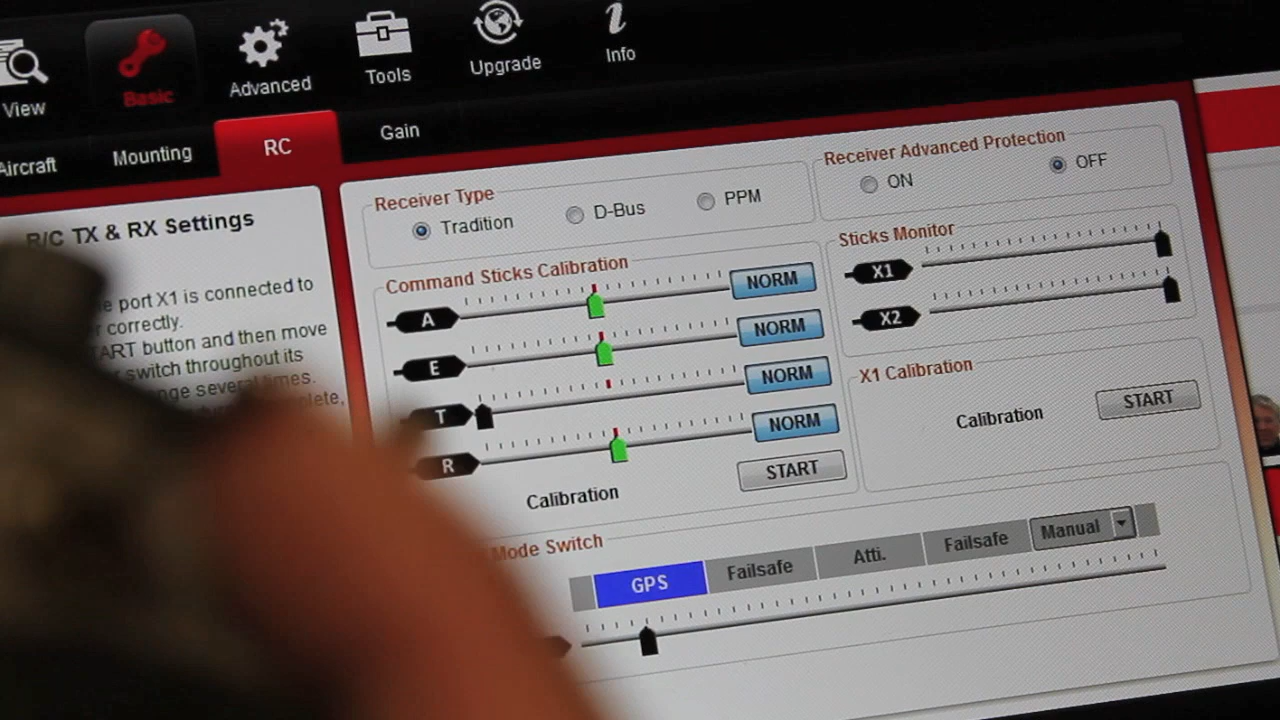 View
Basic
Advanced
Tools
Upgrade
Info
Aircraft
Mounting
RC
Gain
R/C TX & RX Settings
port X1 is connected to
correctly.
button and then move
switch throughout its
several times.
Receiver Type
Tradition
D-Bus
PPM
Receiver Advanced Protection
ON
OFF
Command Sticks Calibration
A
NORM
E
NORM
T
NORM
R
NORM
Calibration
START
Sticks Monitor
X1
X2
X1 Calibration
Calibration
START
Mode Switch
GPS
Failsafe
Atti.
Failsafe
Manual